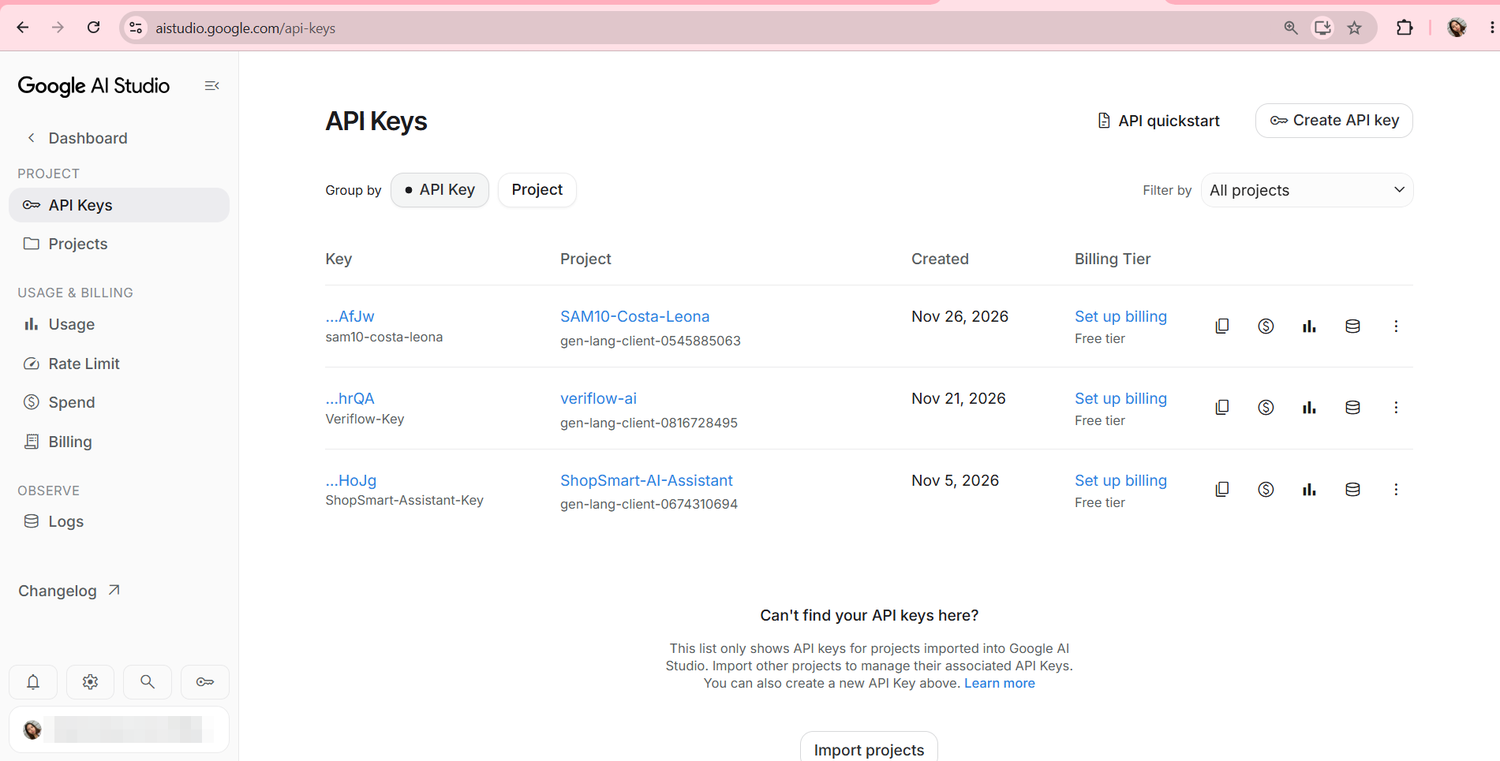 aistudio.google.com/api-keys
Google AI Studio
Dashboard
PROJECT
API Keys
Projects
USAGE & BILLING
Usage
Rate Limit
Spend
Billing
OBSERVE
Logs
Changelog
API Keys
API quickstart
Create API key
Group by
API Key
Project
Filter by
All projects
Key Project Created Billing Tier
...AfJw SAM10-Costa-Leona Nov 26, 2026 Set up billing
sam10-costa-leona gen-lang-client-0545885063 Free tier
...hrQA veriflow-ai Nov 21, 2026 Set up billing
Veriflow-Key gen-lang-client-0816728495 Free tier
...HoJg ShopSmart-AI-Assistant Nov 5, 2026 Set up billing
ShopSmart-Assistant-Key gen-lang-client-0674310694 Free tier
Can't find your API keys here?
This list only shows API keys for projects imported into Google AI
Studio. Import other projects to manage their associated API Keys.
You can also create a new API Key above. Learn more
Import projects